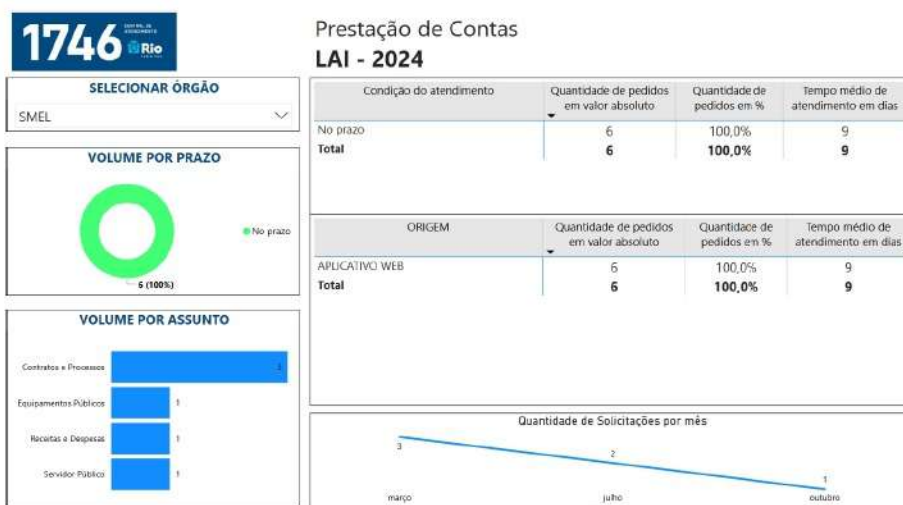 1746
CENTRAL DE
ATENDIMENTO
Rio
Prestação de Contas
LAI - 2024
SELECIONAR ÓRGÃO
SMEL
VOLUME POR PRAZO
No prazo
6 (100%)
VOLUME POR ASSUNTO
Contratos e Processos 3
Equipamentos Públicos 1
Receitas e Despesas 1
Servidor Público 1
Condição do atendimento Quantidade de pedidos em valor absoluto Quantidade de pedidos em % Tempo médio de atendimento em dias
No prazo 6 100,0% 9
Total 6 100,0% 9
ORIGEM Quantidade de pedidos em valor absoluto Quantidade de pedidos em % Tempo médio de atendimento em dias
APLICATIVO WEB 6 100,0% 9
Total 6 100,0% 9
Quantidade de Solicitações por mês
3 2 1
março julho outubro